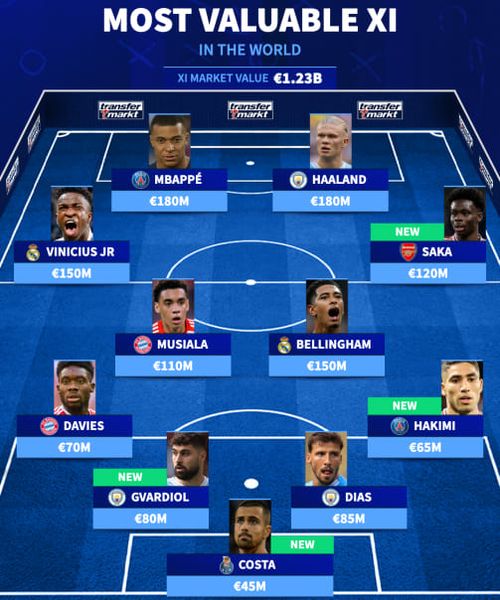 MOST VALUABLE XI
IN THE WORLD
XI MARKET VALUE €1.23B
transfer
markt
transfer
markt
transfer
markt
MBAPPÉ
€180M
HAALAND
€180M
VINICIUS JR
€150M
NEW
SAKA
€120M
MUSIALA
€110M
BELLINGHAM
€150M
DAVIES
€70M
NEW
HAKIMI
€65M
NEW
GVARDIOL
€80M
DIAS
€85M
NEW
COSTA
€45M